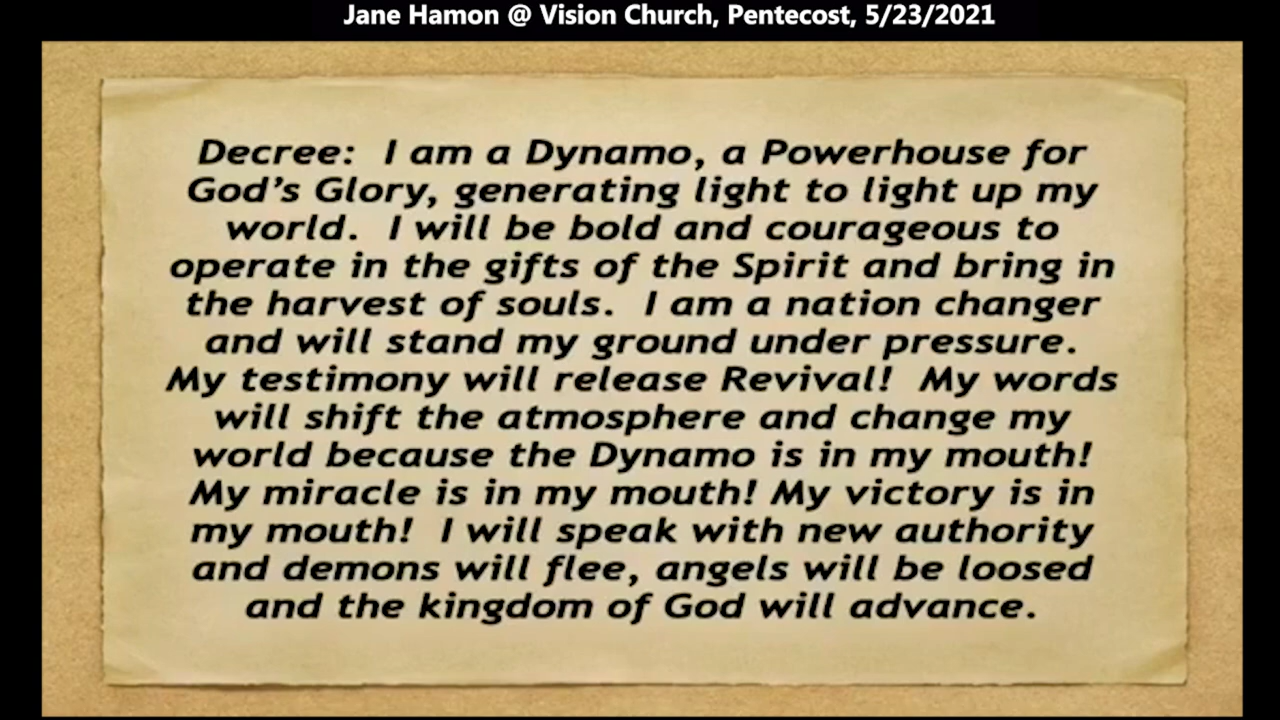 Jane Hamon @ Vision Church, Pentecost, 5/23/2021
Decree:  I am a Dynamo, a Powerhouse for
God's Glory, generating light to light up my
world.  I will be bold and courageous to
operate in the gifts of the Spirit and bring in
the harvest of souls.  I am a nation changer
and will stand my ground under pressure.
My testimony will release Revival!  My words
will shift the atmosphere and change my
world because the Dynamo is in my mouth!
My miracle is in my mouth! My victory is in
my mouth!  I will speak with new authority
and demons will flee, angels will be loosed
and the kingdom of God will advance.